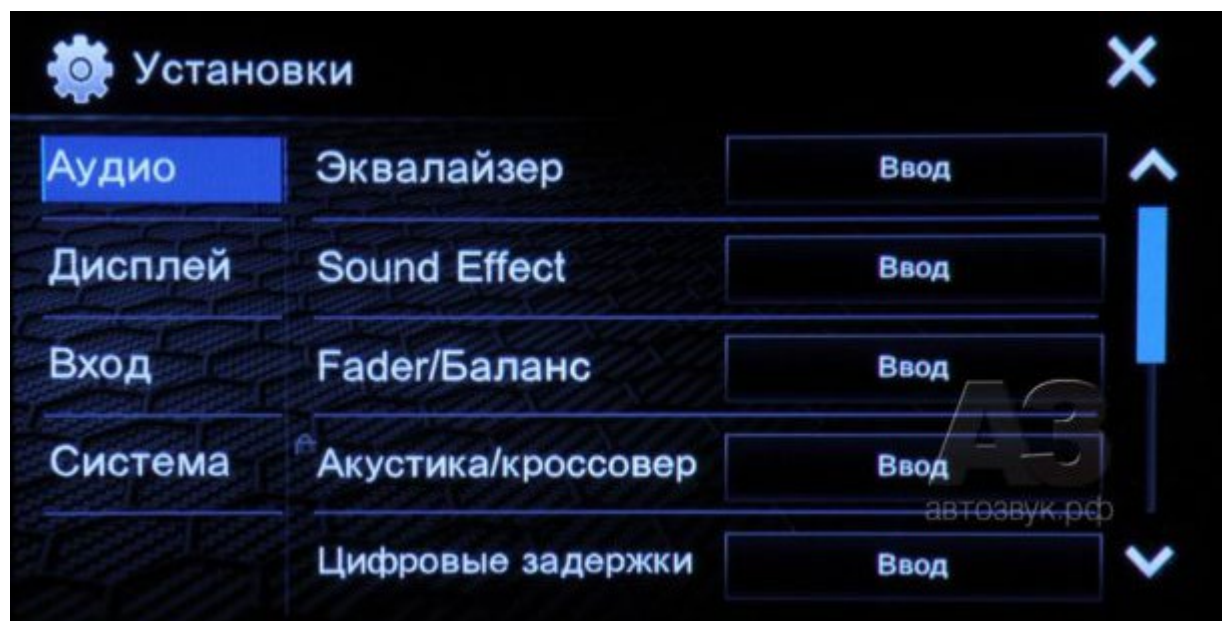 Установки
Аудио
Эквалайзер
Ввод
Дисплей
Sound Effect
Ввод
Вход
Fader/Баланс
Ввод
Система
Акустика/кроссовер
Ввод
Цифровые задержки
Ввод
АЗ
автозвук.рф